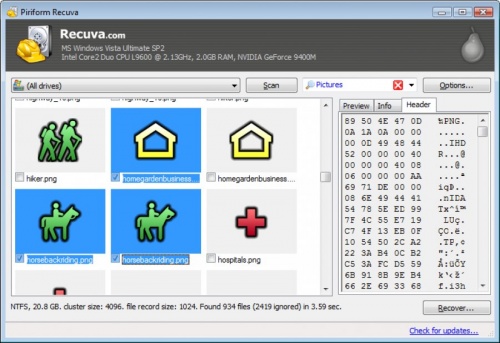 Piriform Recuva
Recuva.com
MS Windows Vista Ultimate SP2
Intel Core2 Duo CPU L9600 @ 2.13GHz, 2.0GB RAM, NVIDIA GeForce 9400M
(All drives)
Scan
Pictures
Options...
Preview Info Header
hiker.png
homegardenbusiness....
homegardenbusiness....
horsebackriding.png
horsebackriding.png
hospitals.png
89 50 4E 47 0D ‰PNG.
0A 1A 0A 00 00 .....
00 0D 49 48 44 ..IHD
52 00 00 00 40 R...@
00 00 00 40 08 ...@.
06 00 00 00 AA ....ª
69 71 DE 00 00 iqÞ..
08 6E 49 44 41 .nIDA
54 78 5E ED 99 Tx^í™
7F 4C 55 E7 19 .LUç.
C7 4F 13 EB 0F ÇO.ë.
10 54 50 2C A2 .TP,¢
22 3A B4 0C B2 ":´.²
C5 3A FC D5 59 Å:üÕY
6B 91 8B 9E B4 k‘‹ž´
66 2E 69 33 68 f.i3h
NTFS, 20.8 GB. cluster size: 4096. file record size: 1024. Found 934 files (2419 ignored) in 3.59 sec.
Recover...
Check for updates...